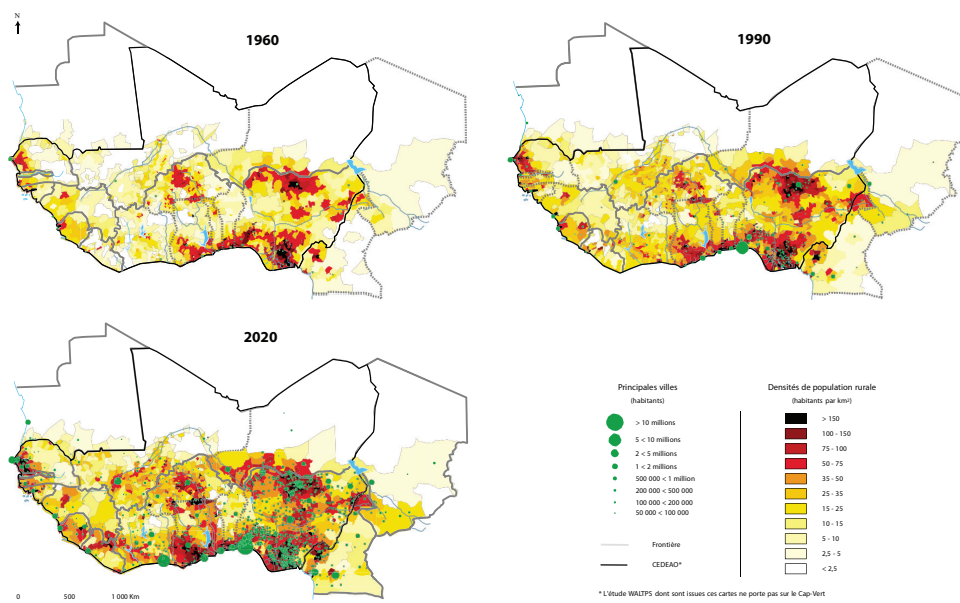 N
1960
1990
2020
Principales villes
(habitants)
> 10 millions
5 < 10 millions
2 < 5 millions
1 < 2 millions
500 000 < 1 million
200 000 < 500 000
100 000 < 200 000
50 000 < 100 000
Frontière
CEDEAO*
Densités de population rurale
(habitants par km²)
> 150
100 - 150
75 - 100
50 - 75
35 - 50
25 - 35
15 - 25
10 - 15
5 - 10
2,5 - 5
< 2,5
0 500 1 000 Km
* L'étude WALTPS dont sont issues ces cartes ne porte pas sur le Cap-Vert